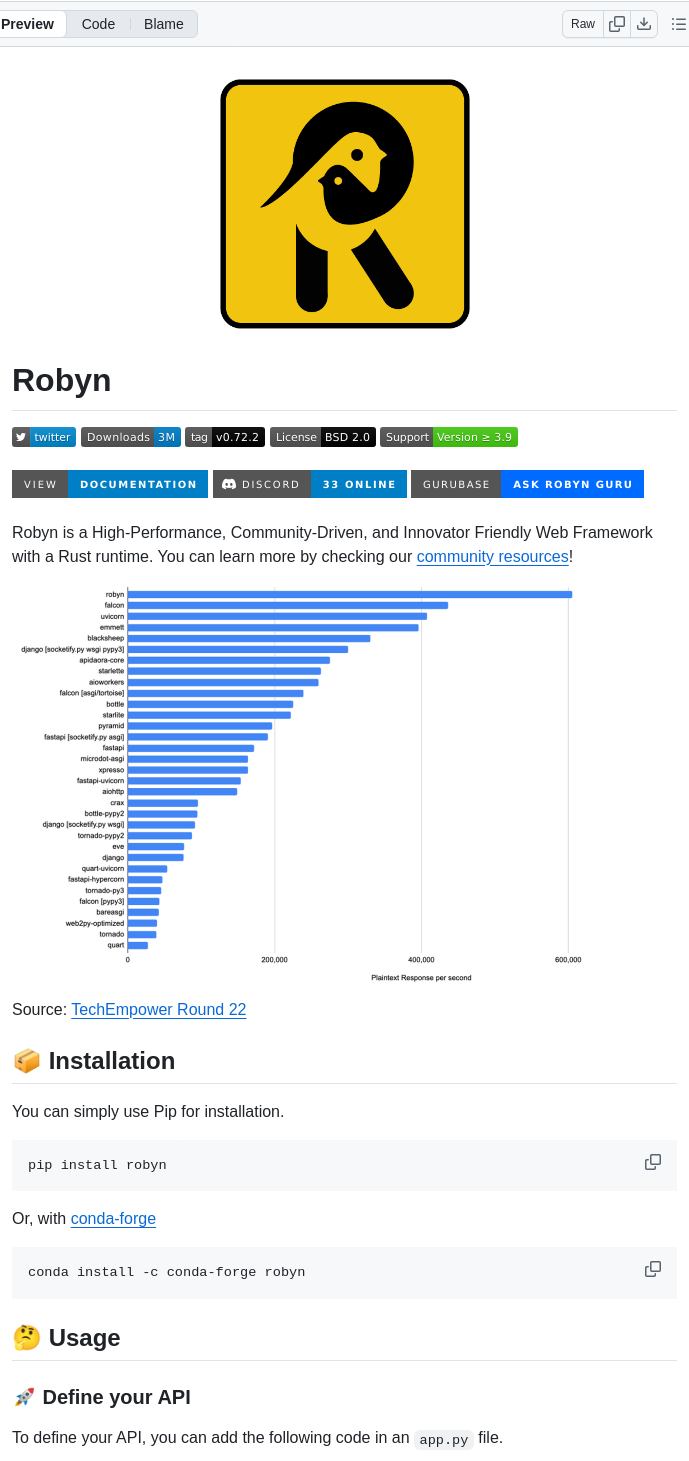 Preview Code Blame Raw
Robyn
twitter Downloads 3M tag v0.72.2 License BSD 2.0 Support Version ≥ 3.9
VIEW DOCUMENTATION DISCORD 33 ONLINE GURUBASE ASK ROBYN GURU
Robyn is a High-Performance, Community-Driven, and Innovator Friendly Web Framework
with a Rust runtime. You can learn more by checking our community resources!
robyn
falcon
uvicorn
emmett
blacksheep
django [socketify.py wsgi pypy3]
apidaora-core
starlette
aioworkers
falcon [asgi/tortoise]
bottle
starlite
pyramid
fastapi [socketify.py asgi]
fastapi
microdot-asgi
xpresso
fastapi-uvicorn
aiohttp
crax
bottle-pypy2
django [socketify.py wsgi]
tornado-pypy2
eve
django
quart-uvicorn
fastapi-hypercorn
tornado-py3
falcon [pypy3]
bareasgi
web2py-optimized
tornado
quart
0 200,000 400,000 600,000
Plaintext Response per second
Source: TechEmpower Round 22
📦 Installation
You can simply use Pip for installation.
pip install robyn
Or, with conda-forge
conda install -c conda-forge robyn
🤔 Usage
🚀 Define your API
To define your API, you can add the following code in an app.py file.